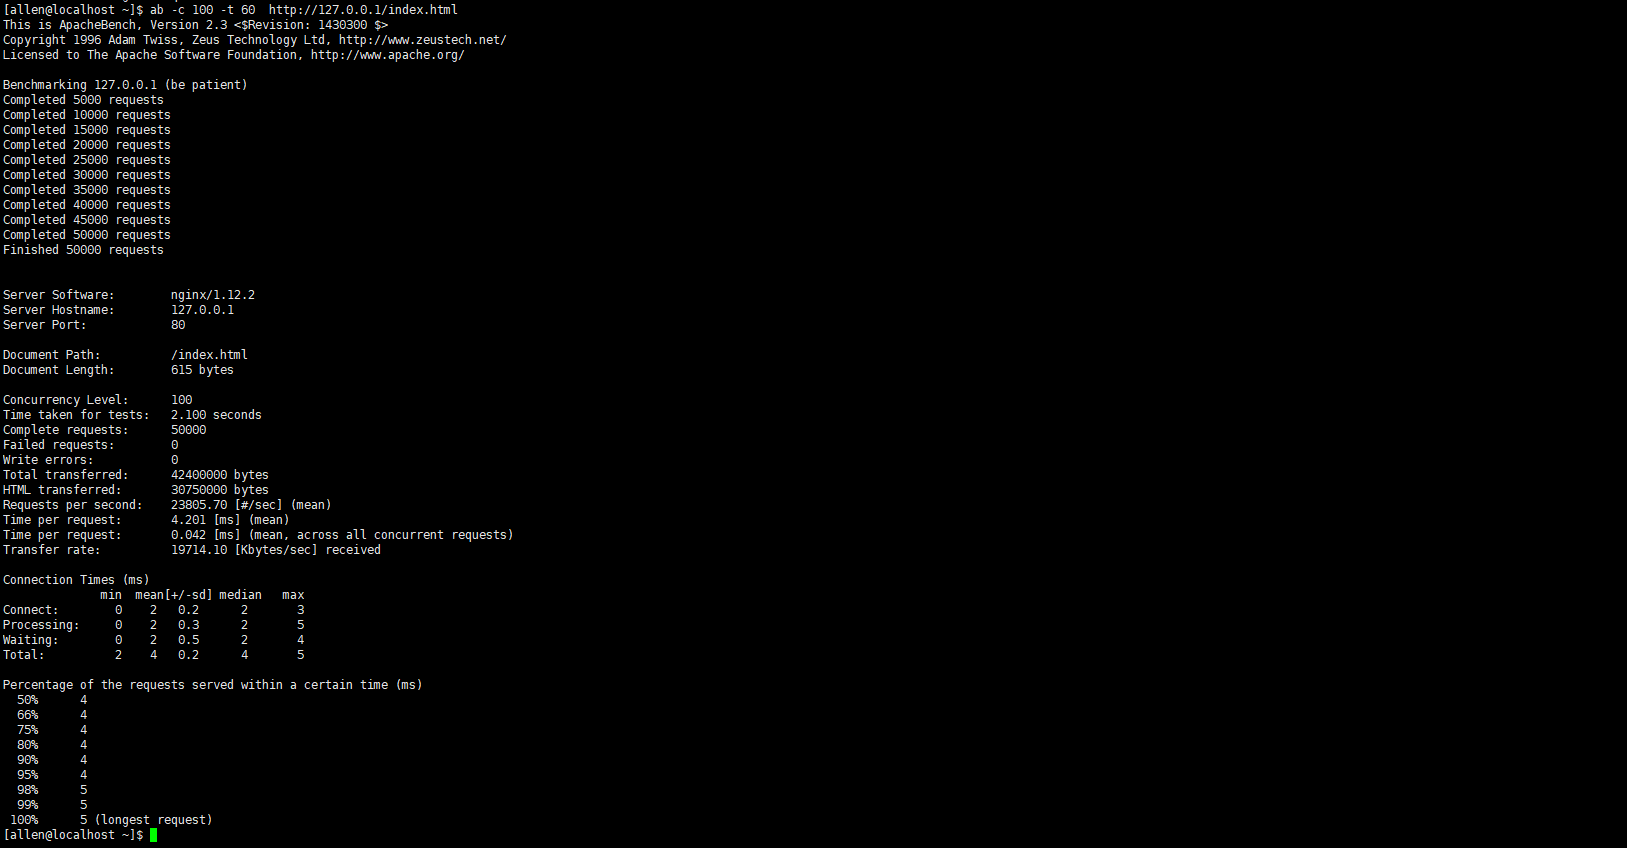 [allen@localhost ~]$ ab -c 100 -t 60  http://127.0.0.1/index.html
This is ApacheBench, Version 2.3 <$Revision: 1430300 $>
Copyright 1996 Adam Twiss, Zeus Technology Ltd, http://www.zeustech.net/
Licensed to The Apache Software Foundation, http://www.apache.org/

Benchmarking 127.0.0.1 (be patient)
Completed 5000 requests
Completed 10000 requests
Completed 15000 requests
Completed 20000 requests
Completed 25000 requests
Completed 30000 requests
Completed 35000 requests
Completed 40000 requests
Completed 45000 requests
Completed 50000 requests
Finished 50000 requests


Server Software:        nginx/1.12.2
Server Hostname:        127.0.0.1
Server Port:            80

Document Path:          /index.html
Document Length:        615 bytes

Concurrency Level:      100
Time taken for tests:   2.100 seconds
Complete requests:      50000
Failed requests:        0
Write errors:           0
Total transferred:      42400000 bytes
HTML transferred:       30750000 bytes
Requests per second:    23805.70 [#/sec] (mean)
Time per request:       4.201 [ms] (mean)
Time per request:       0.042 [ms] (mean, across all concurrent requests)
Transfer rate:          19714.10 [Kbytes/sec] received

Connection Times (ms)
              min  mean[+/-sd] median   max
Connect:        0    2   0.2      2       3
Processing:     0    2   0.3      2       5
Waiting:        0    2   0.5      2       4
Total:          2    4   0.2      4       5

Percentage of the requests served within a certain time (ms)
  50%      4
  66%      4
  75%      4
  80%      4
  90%      4
  95%      4
  98%      5
  99%      5
 100%      5 (longest request)
[allen@localhost ~]$